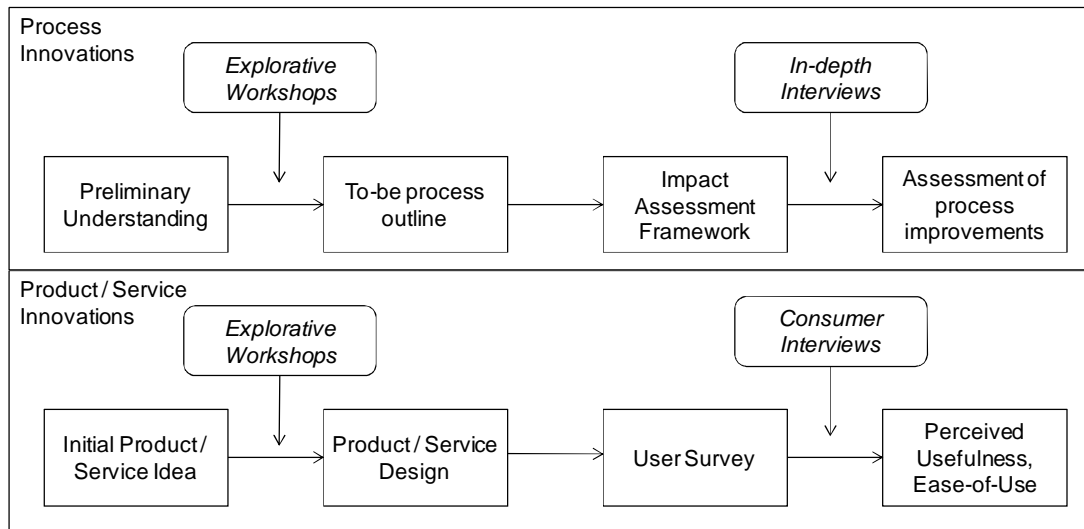 Process
Innovations
Explorative
Workshops
In-depth
Interviews
Preliminary
Understanding
To-be process
outline
Impact
Assessment
Framework
Assessment of
process
improvements
Product / Service
Innovations
Explorative
Workshops
Consumer
Interviews
Initial Product /
Service Idea
Product / Service
Design
User Survey
Perceived
Usefulness,
Ease-of-Use